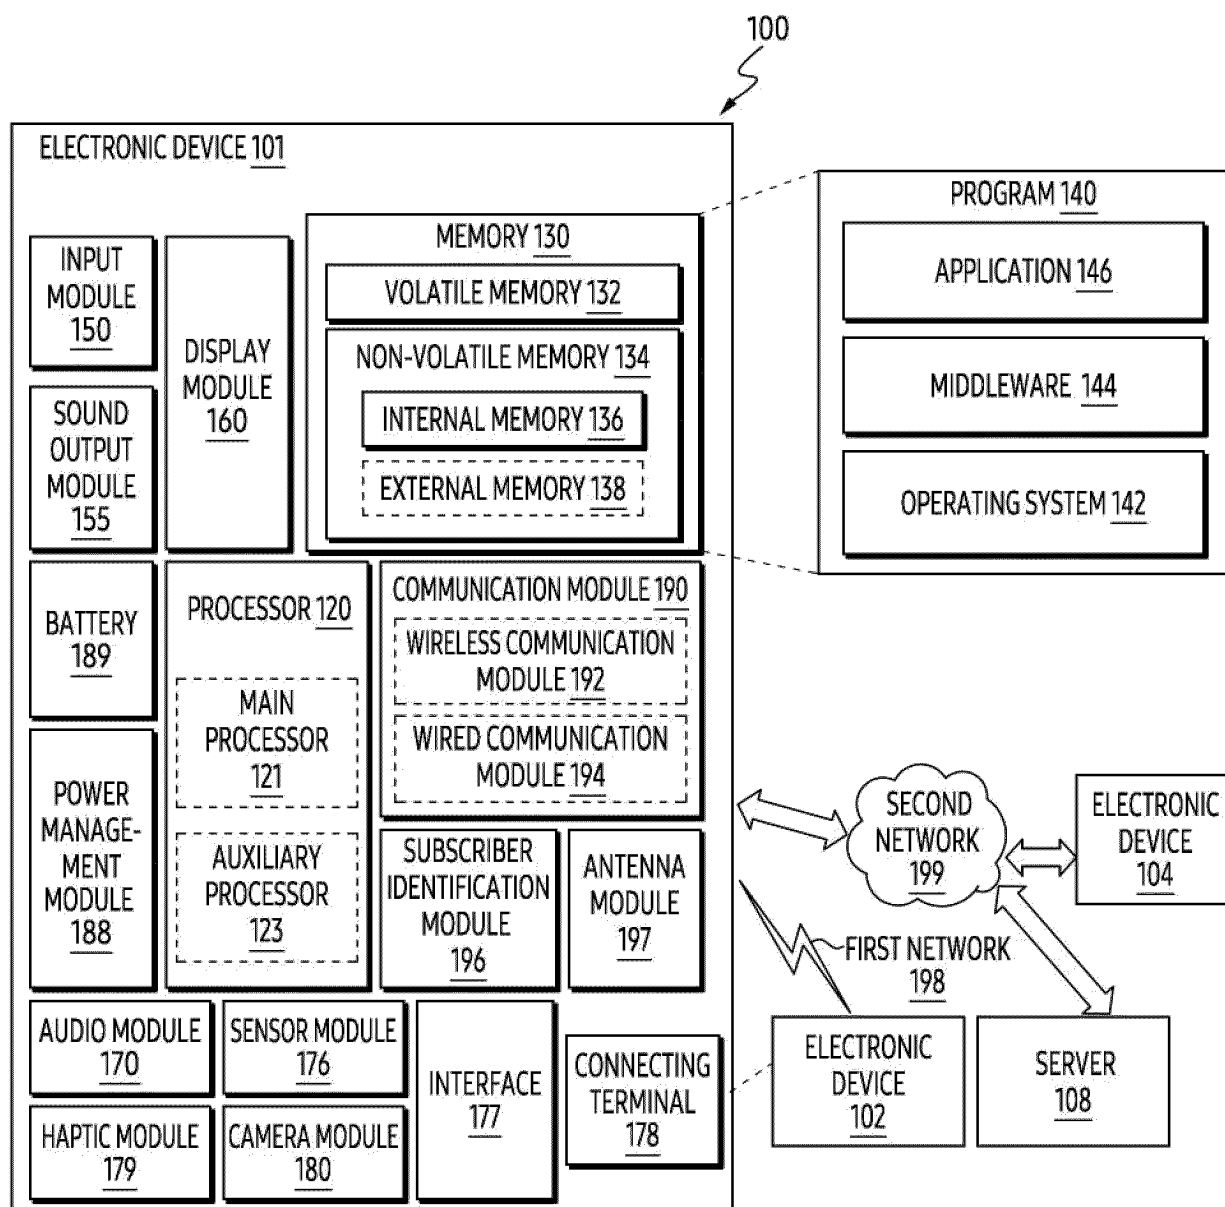 100
ELECTRONIC DEVICE 101
INPUT
MODULE
150
SOUND
OUTPUT
MODULE
155
DISPLAY
MODULE
160
MEMORY 130
VOLATILE MEMORY 132
NON-VOLATILE MEMORY 134
INTERNAL MEMORY 136
EXTERNAL MEMORY 138
PROGRAM 140
APPLICATION 146
MIDDLEWARE 144
OPERATING SYSTEM 142
BATTERY
189
POWER
MANAGE-
MENT MODULE
188
PROCESSOR 120
MAIN
PROCESSOR
121
AUXILIARY
PROCESSOR
123
COMMUNICATION MODULE 190
WIRELESS COMMUNICATION
MODULE 192
WIRED COMMUNICATION
MODULE 194
SUBSCRIBER
IDENTIFICATION
MODULE
196
ANTENNA
MODULE
197
SECOND
NETWORK
199
ELECTRONIC
DEVICE
104
FIRST NETWORK
198
AUDIO MODULE
170
SENSOR MODULE
176
HAPTIC MODULE
179
CAMERA MODULE
180
INTERFACE
177
CONNECTING
TERMINAL
178
ELECTRONIC
DEVICE
102
SERVER
108